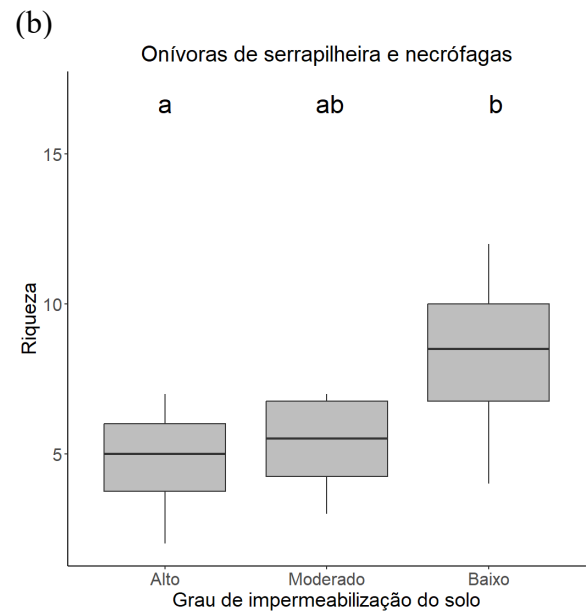 (b)
Onívoras de serrapilheira e necrófagas
a ab b
15
10
5
Riqueza
Alto Moderado Baixo
Grau de impermeabilização do solo